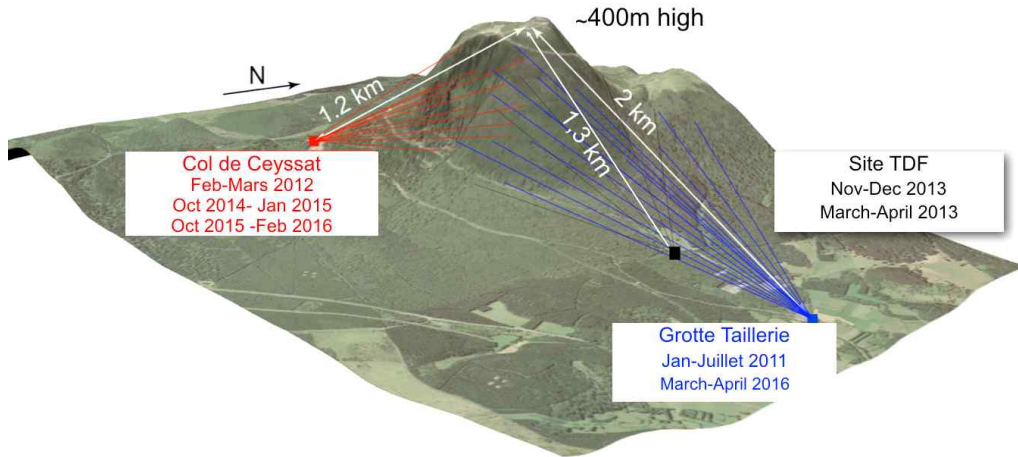 ~400m high
N
1.2 km
2 km
1,3 km
Col de Ceyssat
Feb-Mars 2012
Oct 2014- Jan 2015
Oct 2015 -Feb 2016
Site TDF
Nov-Dec 2013
March-April 2013
Grotte Taillerie
Jan-Juillet 2011
March-April 2016